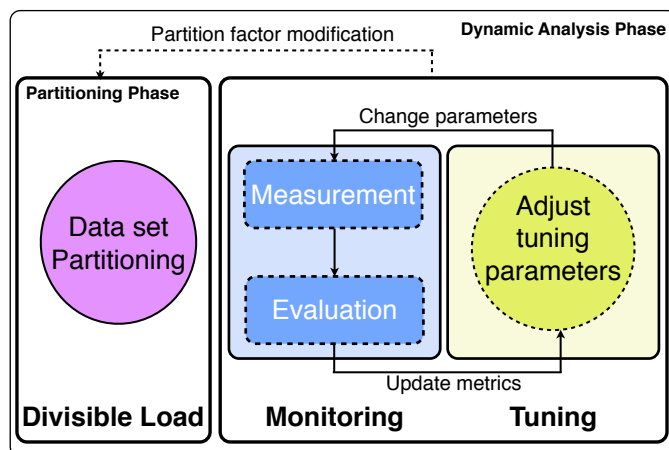 Dynamic Analysis Phase
Partition factor modification
Partitioning Phase
Data set
Partitioning
Divisible Load
Change parameters
Measurement
Evaluation
Adjust
tuning
parameters
Update metrics
Monitoring
Tuning